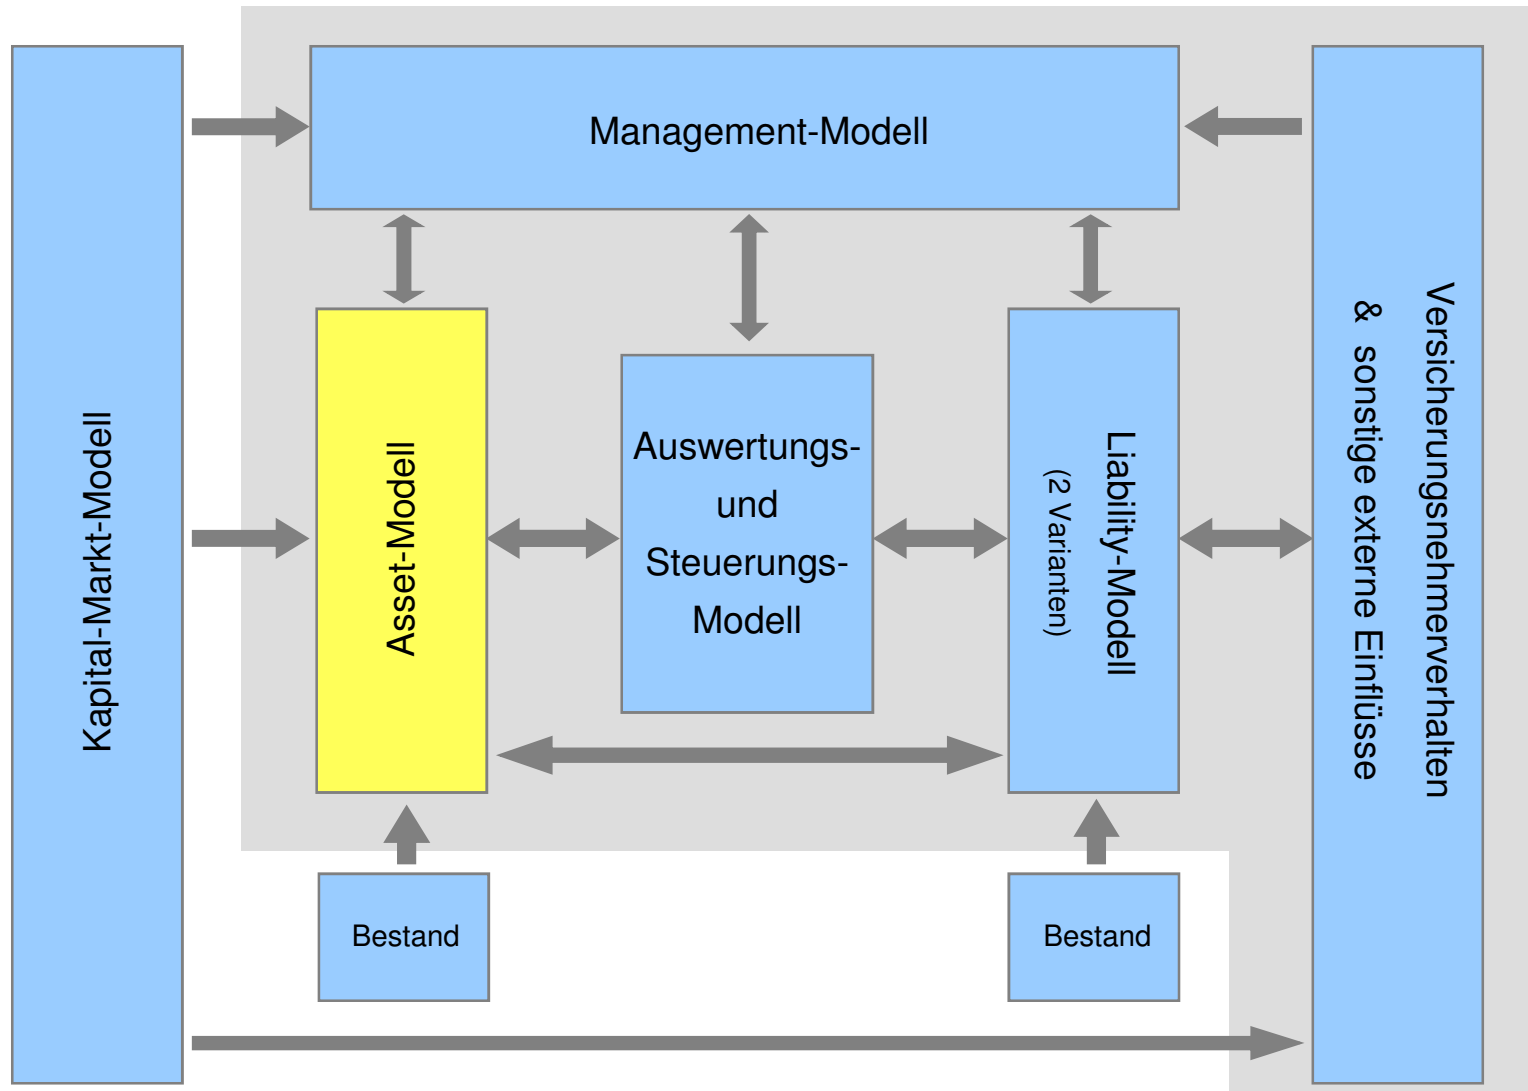 Management-Modell
Kapital-Markt-Modell
Asset-Modell
Auswertungs-
und
Steuerungs-
Modell
Liability-Modell
(2 Varianten)
Versicherungsnehmerverhalten
& sonstige externe Einflüsse
Bestand
Bestand